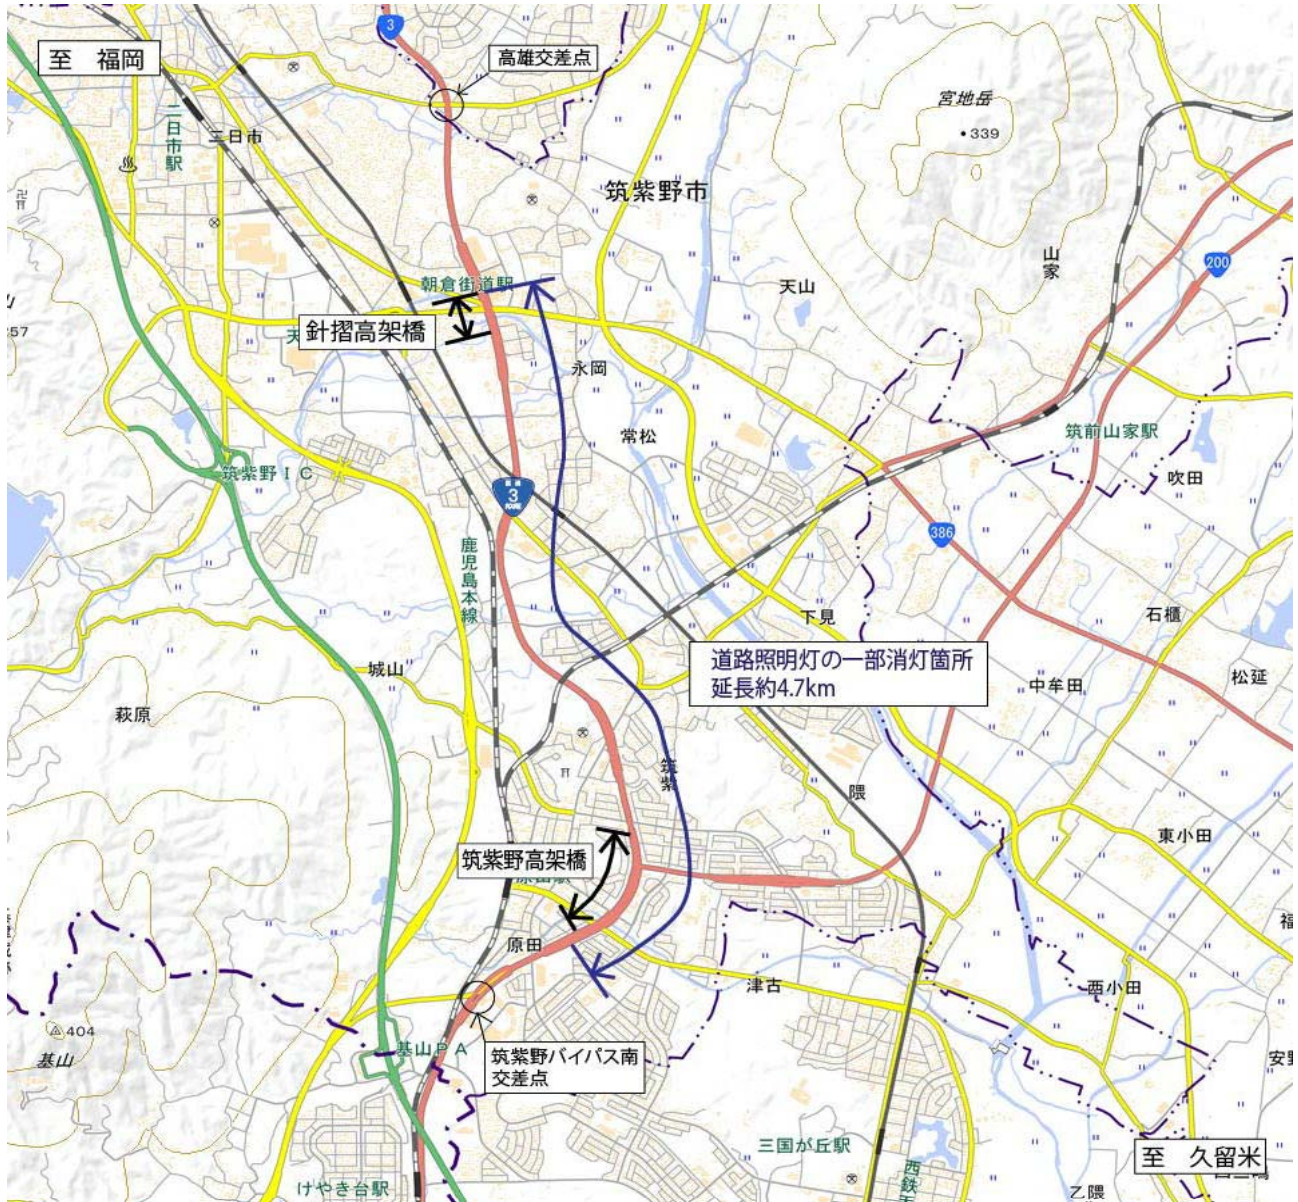 3
至 福岡
高雄交差点
宮地岳
339
二日市駅
二日市
筑紫野市
山家
200
朝倉街道駅
天山
257
針摺高架橋
永岡
常松
筑前山家駅
筑紫野IC
吹田
3
386
鹿児島本線
下見
石櫃
道路照明灯の一部消灯箇所
延長約4.7km
城山
中牟田
松延
萩原
筑紫
隈
東小田
筑紫野高架橋
原田
津古
西小田
404
基山
基山PA
筑紫野バイパス南
交差点
三国が丘駅
至 久留米
けやき台駅
乙隈